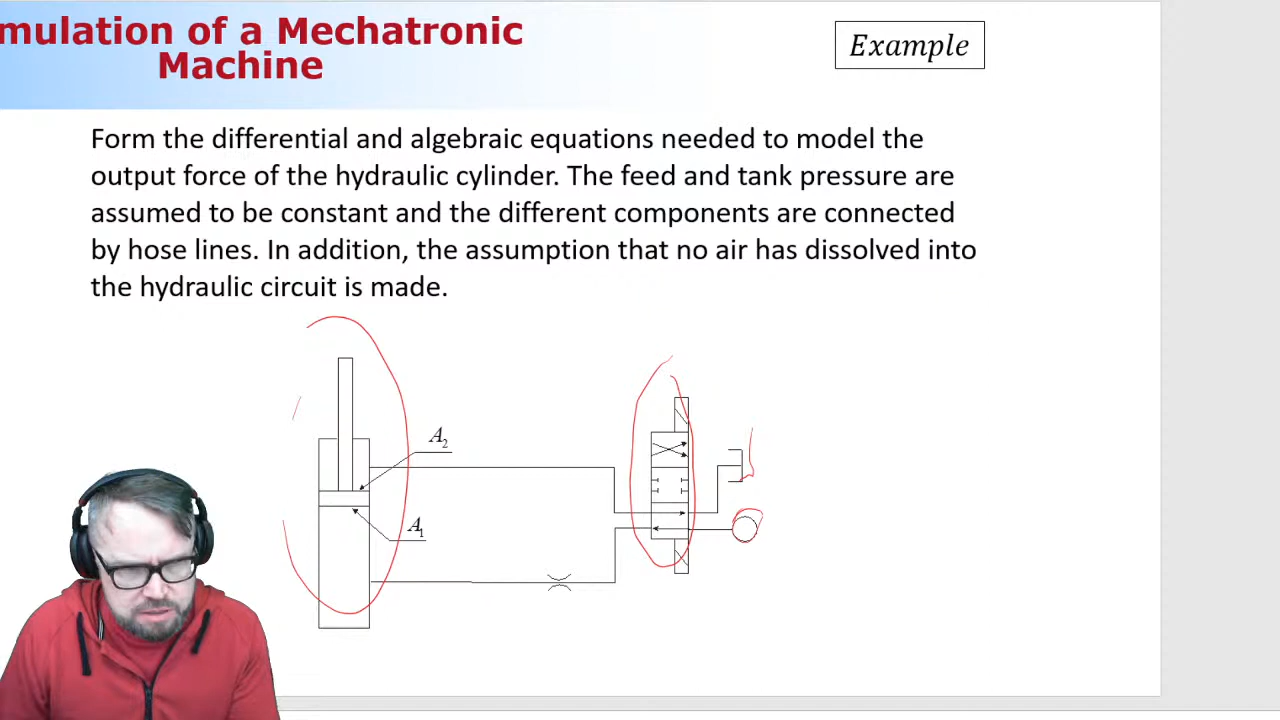 mulation of a Mechatronic
Machine
Example
Form the differential and algebraic equations needed to model the
output force of the hydraulic cylinder. The feed and tank pressure are
assumed to be constant and the different components are connected
by hose lines. In addition, the assumption that no air has dissolved into
the hydraulic circuit is made.
A₂
A₁